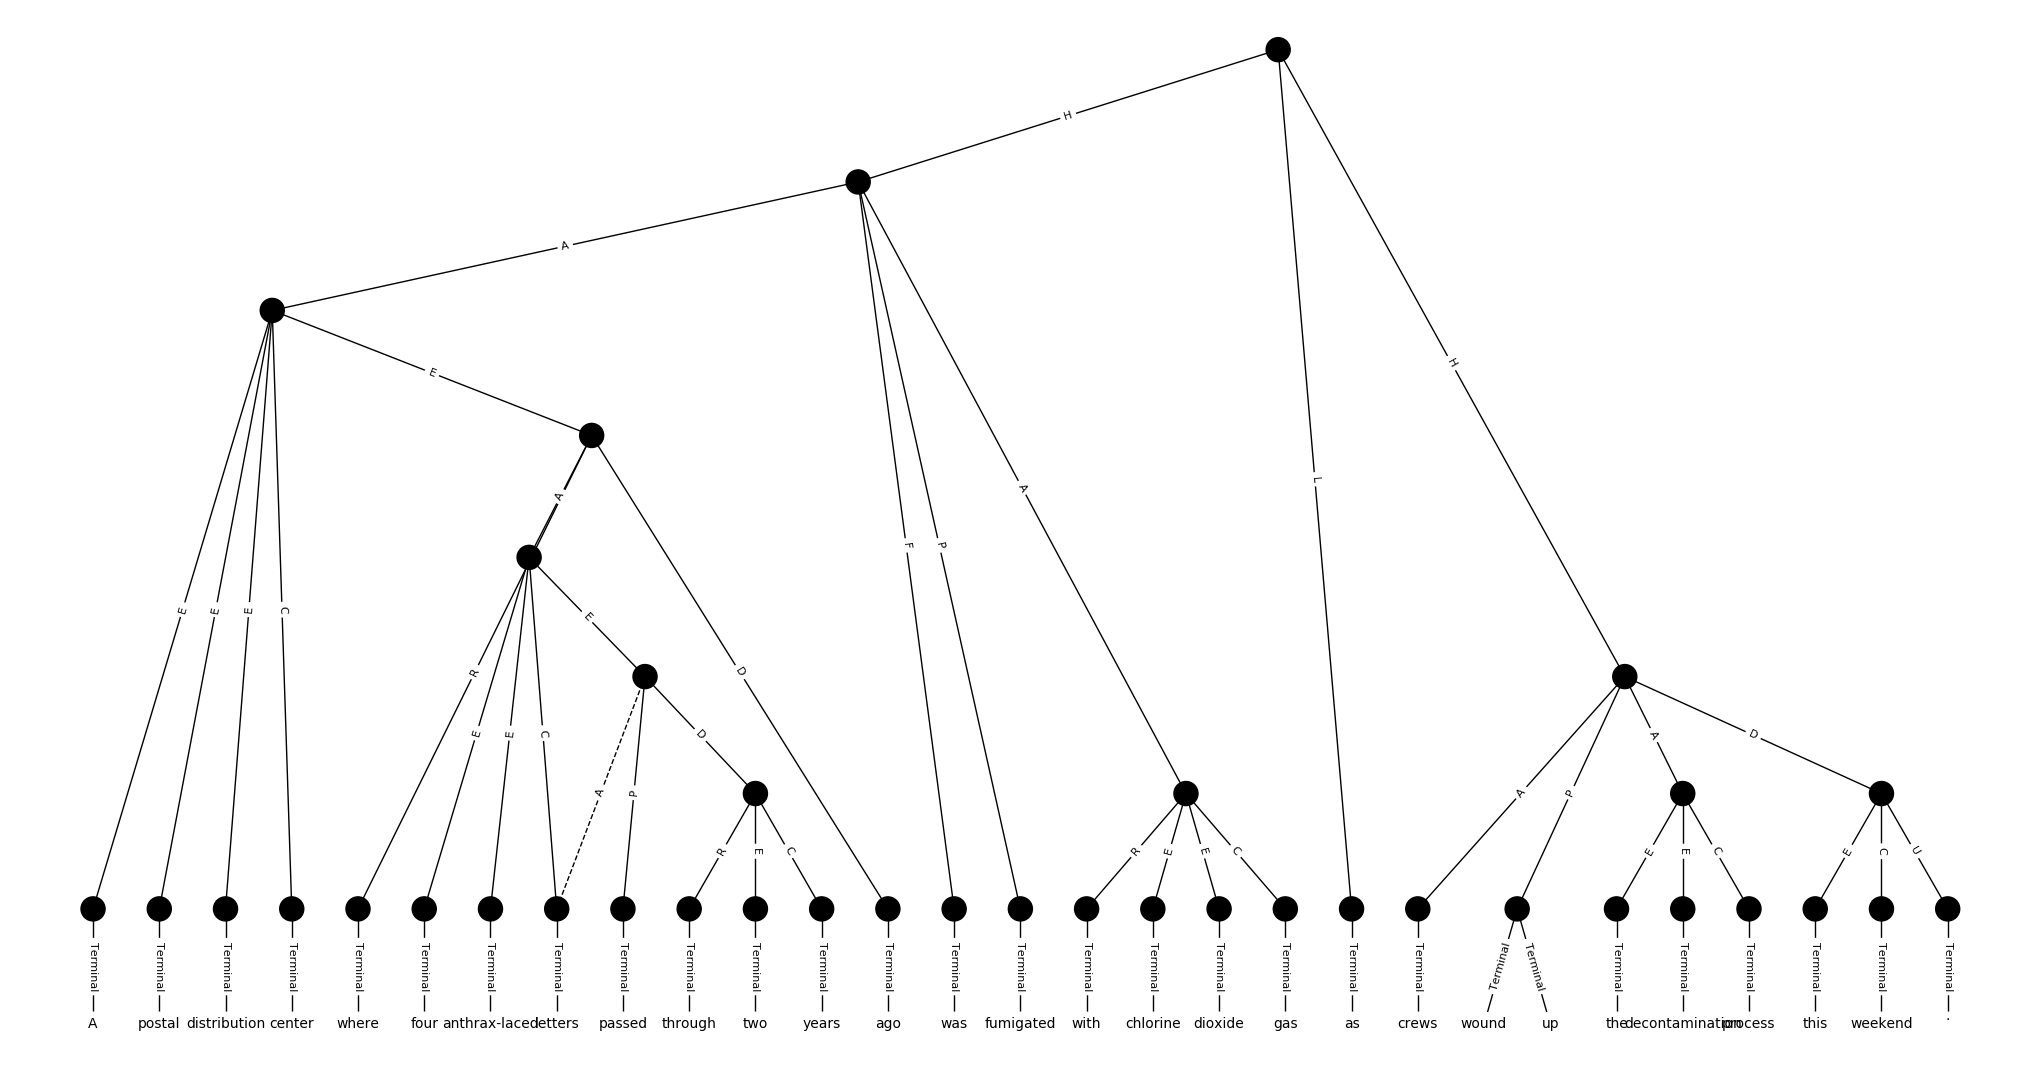 H
H
L
A
F
P
A
E
E
E
C
E
A
D
R
E
E
C
E
A
P
D
R
E
C
R
E
E
C
A
P
A
D
E
E
C
E
C
U
Terminal Terminal Terminal Terminal Terminal Terminal Terminal Terminal Terminal Terminal Terminal Terminal Terminal Terminal Terminal Terminal Terminal Terminal Terminal Terminal Terminal Terminal Terminal Terminal Terminal Terminal Terminal Terminal Terminal
A postal distribution center where four anthrax-laced letters passed through two years ago was fumigated with chlorine dioxide gas as crews wound up the decontamination process this weekend .